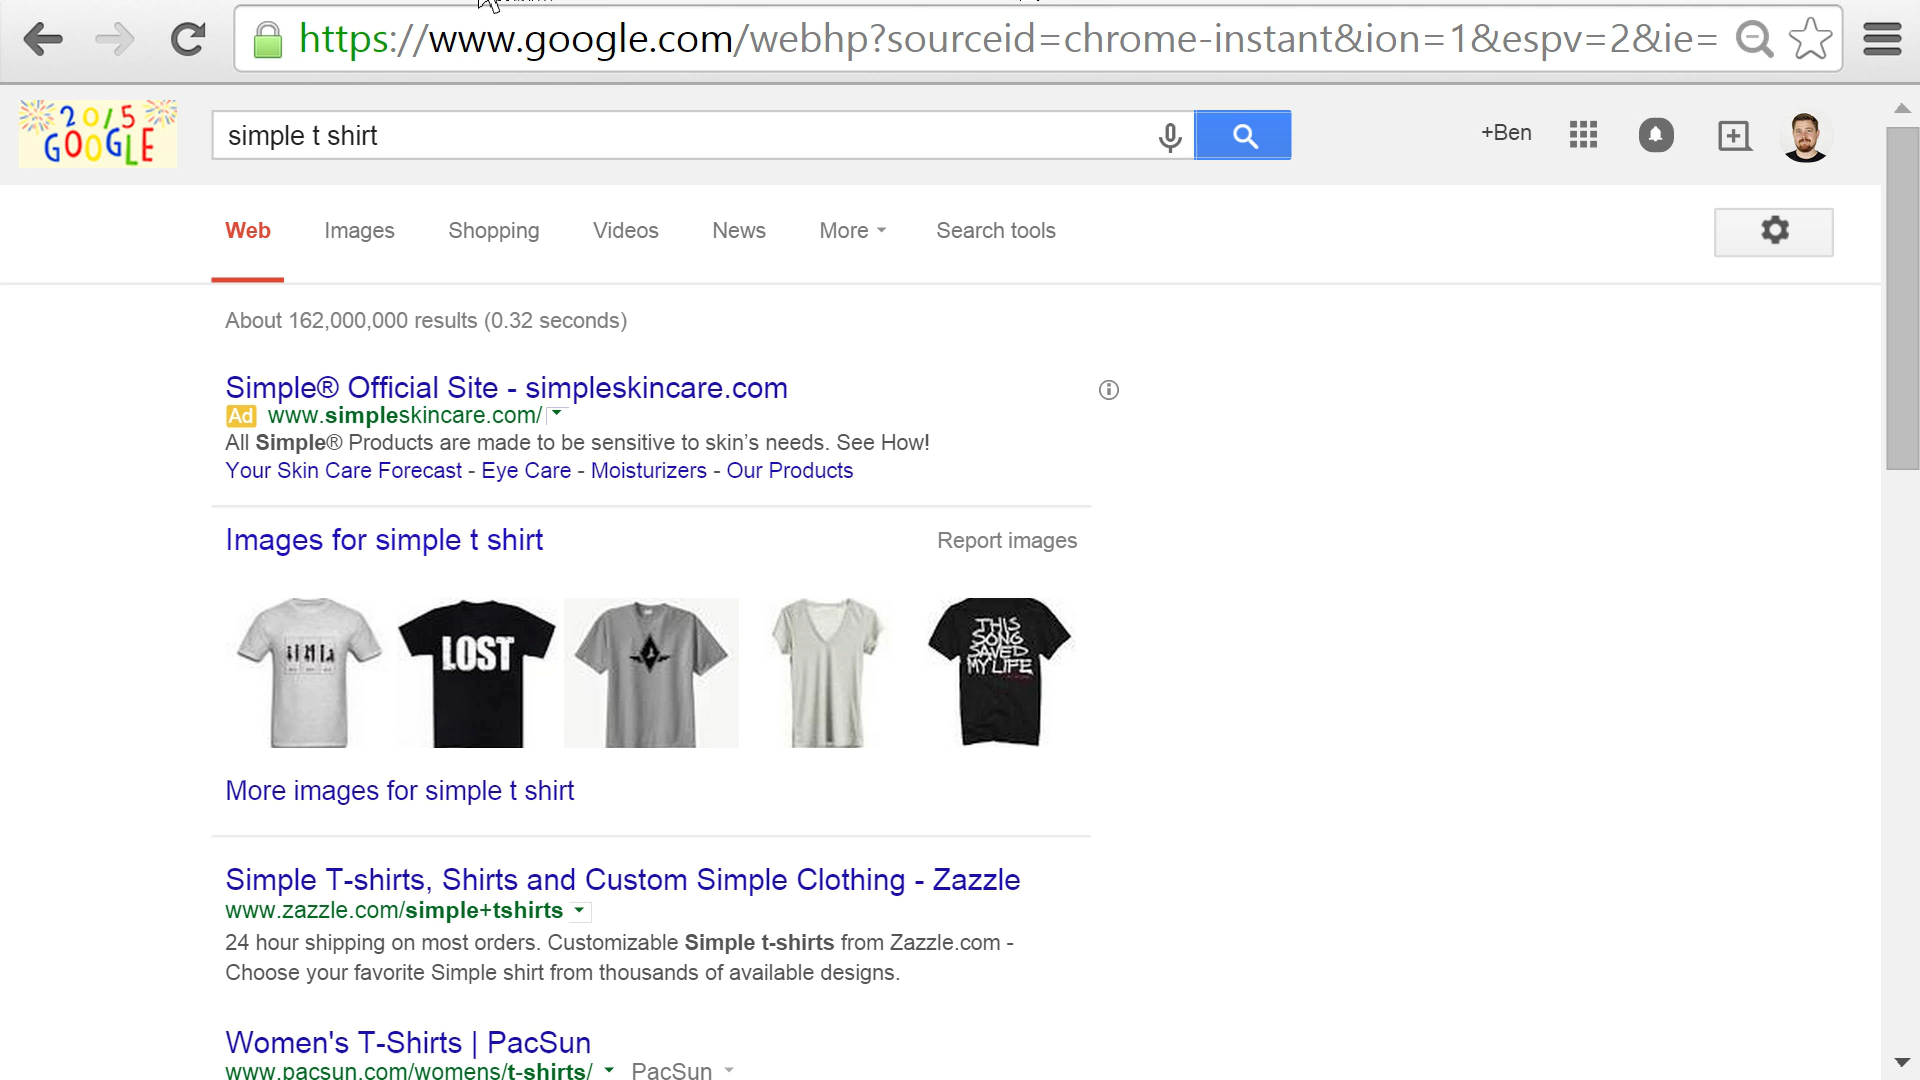 https://www.google.com/webhp?sourceid=chrome-instant&ion=1&espv=2&ie=
2015
GOOGLE
simple t shirt
+Ben
Web
Images
Shopping
Videos
News
More
Search tools
About 162,000,000 results (0.32 seconds)
Simple® Official Site - simpleskincare.com
Ad www.simpleskincare.com/
All Simple® Products are made to be sensitive to skin’s needs. See How!
Your Skin Care Forecast - Eye Care - Moisturizers - Our Products
Images for simple t shirt
Report images
LOST
THIS
SONG
SAVED
MY LIFE
More images for simple t shirt
Simple T-shirts, Shirts and Custom Simple Clothing - Zazzle
www.zazzle.com/simple+tshirts
24 hour shipping on most orders. Customizable Simple t-shirts from Zazzle.com -
Choose your favorite Simple shirt from thousands of available designs.
Women's T-Shirts | PacSun
www.pacsun.com/womens/t-shirts/ PacSun